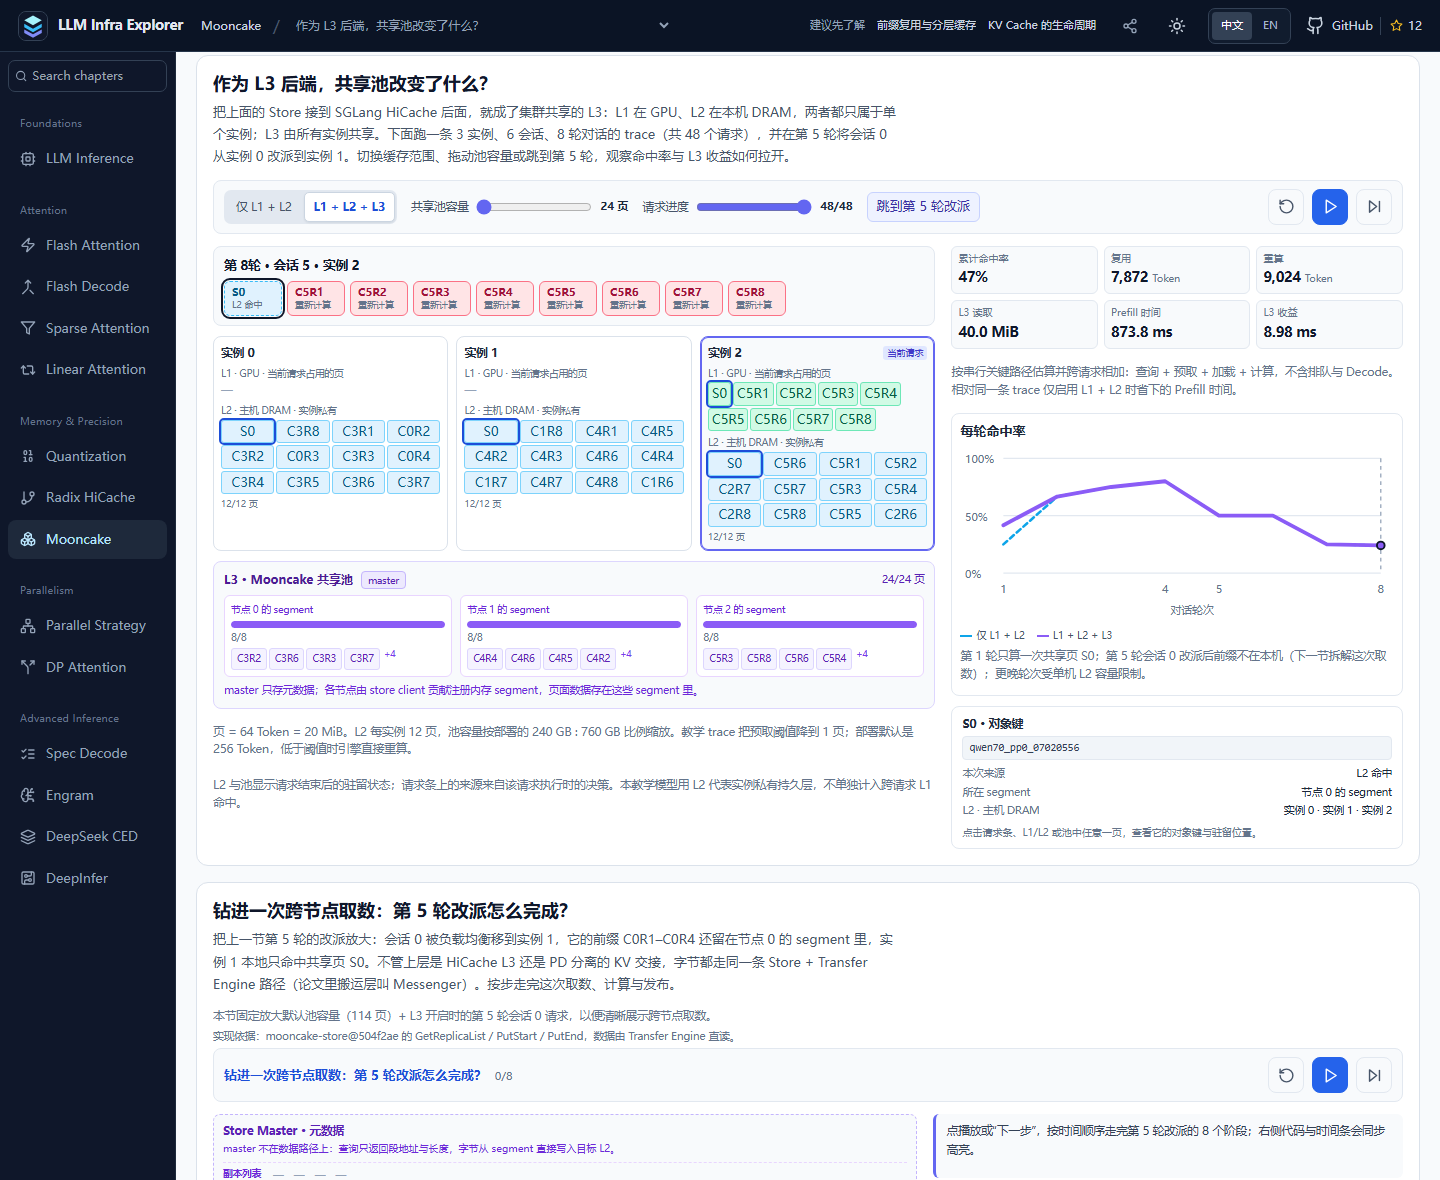 LLM Infra Explorer
Mooncake / 作为 L3 后端，共享池改变了什么？
建议先了解 前缀复用与分层缓存 KV Cache 的生命周期
中文 EN
GitHub 12
Search chapters
Foundations
LLM Inference
Attention
Flash Attention
Flash Decode
Sparse Attention
Linear Attention
Memory & Precision
Quantization
Radix HiCache
Mooncake
Parallelism
Parallel Strategy
DP Attention
Advanced Inference
Spec Decode
Engram
DeepSeek CED
DeepInfer
作为 L3 后端，共享池改变了什么？
把上面的 Store 接到 SGLang HiCache 后面，就成了集群共享的 L3：L1 在 GPU、L2 在本机 DRAM，两者都只属于单
个实例；L3 由所有实例共享。下面跑一条 3 实例、6 会话、8 轮对话的 trace（共 48 个请求），并在第 5 轮将会话 0
从实例 0 改派到实例 1。切换缓存范围、拖动池容量或跳到第 5 轮，观察命中率与 L3 收益如何拉开。
仅 L1 + L2
L1 + L2 + L3
共享池容量 24 页
请求进度 48/48
跳到第 5 轮改派
第 8轮 • 会话 5 • 实例 2
S0 L2 命中
C5R1 重新计算
C5R2 重新计算
C5R3 重新计算
C5R4 重新计算
C5R5 重新计算
C5R6 重新计算
C5R7 重新计算
C5R8 重新计算
实例 0
L1 · GPU · 当前请求占用的页
—
L2 · 主机 DRAM · 实例私有
S0 C3R8 C3R1 C0R2
C3R2 C0R3 C3R3 C0R4
C3R4 C3R5 C3R6 C3R7
12/12 页
实例 1
L1 · GPU · 当前请求占用的页
—
L2 · 主机 DRAM · 实例私有
S0 C1R8 C4R1 C4R5
C4R2 C4R3 C4R6 C4R4
C1R7 C4R7 C4R8 C1R6
12/12 页
实例 2 当前请求
L1 · GPU · 当前请求占用的页
S0 C5R1 C5R2 C5R3 C5R4
C5R5 C5R6 C5R7 C5R8
L2 · 主机 DRAM · 实例私有
S0 C5R6 C5R1 C5R2
C2R7 C5R7 C5R3 C5R4
C2R8 C5R8 C5R5 C2R6
12/12 页
L3 • Mooncake 共享池 master 24/24 页
节点 0 的 segment
8/8
C3R2 C3R6 C3R3 C3R7 +4
节点 1 的 segment
8/8
C4R4 C4R6 C4R5 C4R2 +4
节点 2 的 segment
8/8
C5R3 C5R8 C5R6 C5R4 +4
master 只存元数据；各节点由 store client 贡献注册内存 segment，页面数据存在这些 segment 里。
页 = 64 Token = 20 MiB。L2 每实例 12 页，池容量按部署的 240 GB : 760 GB 比例缩放。教学 trace 把预取阈值降到 1 页；部署默认是
256 Token，低于阈值时引擎直接重算。
L2 与池显示请求结束后的驻留状态；请求条上的来源来自该请求执行时的决策。本教学模型用 L2 代表实例私有持久层，不单独计入跨请求 L1
命中。
累计命中率
47%
复用
7,872 Token
重算
9,024 Token
L3 读取
40.0 MiB
Prefill 时间
873.8 ms
L3 收益
8.98 ms
按串行关键路径估算并跨请求相加：查询 + 预取 + 加载 + 计算，不含排队与 Decode。
相对同一条 trace 仅启用 L1 + L2 时省下的 Prefill 时间。
每轮命中率
100%
50%
0%
1 4 5 8
对话轮次
仅 L1 + L2 L1 + L2 + L3
第 1 轮只算一次共享页 S0；第 5 轮会话 0 改派后前缀不在本机（下一节拆解这次取
数）；更晚轮次受单机 L2 容量限制。
S0 • 对象键
qwen70_pp0_07020556
本次来源 L2 命中
所在 segment 节点 0 的 segment
L2 · 主机 DRAM 实例 0 · 实例 1 · 实例 2
点击请求条、L1/L2 或池中任意一页，查看它的对象键与驻留位置。
钻进一次跨节点取数：第 5 轮改派怎么完成？
把上一节第 5 轮的改派放大：会话 0 被负载均衡移到实例 1，它的前缀 C0R1–C0R4 还留在节点 0 的 segment 里，实
例 1 本地只命中共享页 S0。不管上层是 HiCache L3 还是 PD 分离的 KV 交接，字节都走同一条 Store + Transfer
Engine 路径（论文里搬运层叫 Messenger）。按步走完这次取数、计算与发布。
本节固定放大默认池容量（114 页）+ L3 开启时的第 5 轮会话 0 请求，以便清晰展示跨节点取数。
实现依据：mooncake-store@504f2ae 的 GetReplicaList / PutStart / PutEnd，数据由 Transfer Engine 直读。
钻进一次跨节点取数：第 5 轮改派怎么完成？ 0/8
Store Master • 元数据
master 不在数据路径上：查询只返回段地址与长度，字节从 segment 直接写入目标 L2。
副本列表 — — — —
点播放或“下一步”，按时间顺序走完第 5 轮改派的 8 个阶段；右侧代码与时间条会同步
高亮。